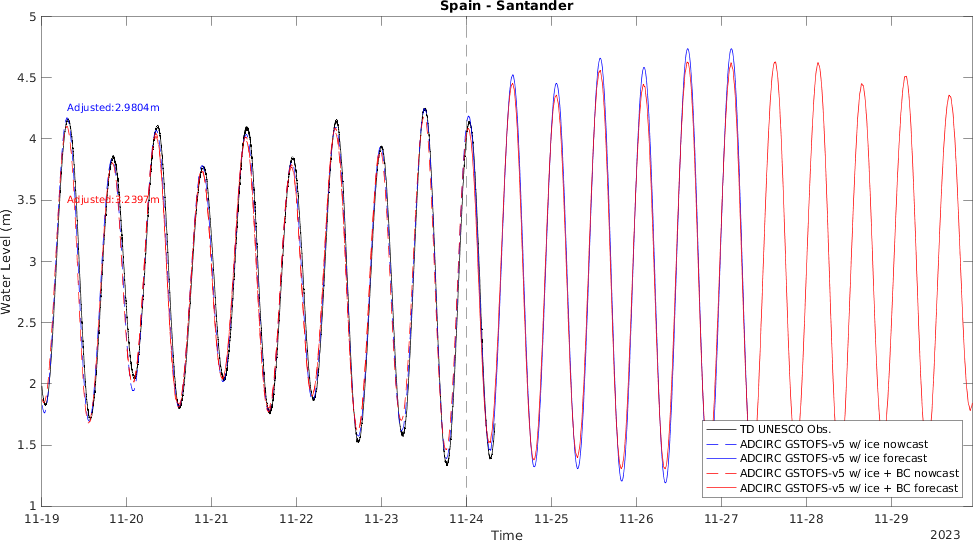 Spain - Santander
5
4.5
4
3.5
3
2.5
2
1.5
1
Water Level (m)
Adjusted:2.9804m
Adjusted:3.2397m
TD UNESCO Obs.
ADCIRC GSTOFS-v5 w/ ice nowcast
ADCIRC GSTOFS-v5 w/ ice forecast
ADCIRC GSTOFS-v5 w/ ice + BC nowcast
ADCIRC GSTOFS-v5 w/ ice + BC forecast
11-19 11-20 11-21 11-22 11-23 11-24 11-25 11-26 11-27 11-28 11-29
Time
2023